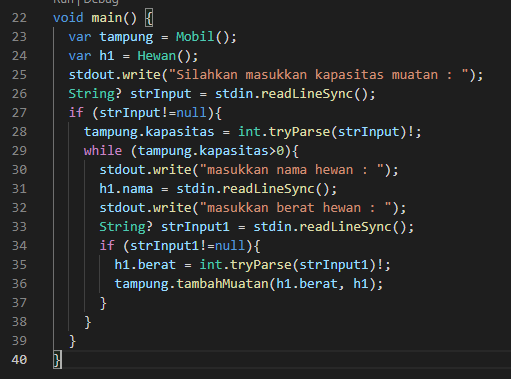 Run | Debug
22 void main() {
23 var tampung = Mobil();
24 var h1 = Hewan();
25 stdout.write("Silahkan masukkan kapasitas muatan : ");
26 String? strInput = stdin.readLineSync();
27 if (strInput!=null){
28 tampung.kapasitas = int.tryParse(strInput)!;
29 while (tampung.kapasitas>0){
30 stdout.write("masukkan nama hewan : ");
31 h1.nama = stdin.readLineSync();
32 stdout.write("masukkan berat hewan : ");
33 String? strInput1 = stdin.readLineSync();
34 if (strInput1!=null){
35 h1.berat = int.tryParse(strInput1)!;
36 tampung.tambahMuatan(h1.berat, h1);
37 }
38 }
39 }
40 }